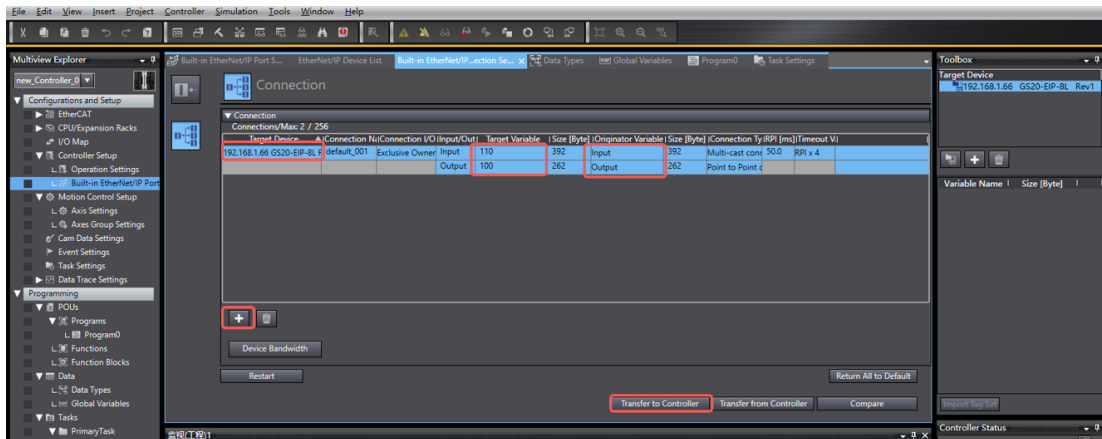 File Edit View Insert Project Controller Simulation Tools Window Help
Multiview Explorer
new_Controller_0
Configurations and Setup
EtherCAT
CPU/Expansion Racks
I/O Map
Controller Setup
Operation Settings
Built-in EtherNet/IP Port
Motion Control Setup
Axis Settings
Axes Group Settings
Cam Data Settings
Event Settings
Task Settings
Data Trace Settings
Programming
POUs
Programs
Program0
Functions
Function Blocks
Data
Data Types
Global Variables
Tasks
PrimaryTask
Built-in EtherNet/IP Port S... EtherNet/IP Device List Built-in EtherNet/IP...ection Se... Data Types Global Variables Program0 Task Settings
Connection
Connection
Connections/Max: 2 / 256
Target Device Connection Na Connection I/O Input/Out Target Variable Size [Byte] Originator Variable Size [Byte] Connection Ty RPI [ms] Timeout V
192.168.1.66 GS20-EIP-8L F default_001 Exclusive Owner Input 110 392 Input 392 Multi-cast conn 50.0 RPI x 4
Output 100 262 Output 262 Point to Point c
Device Bandwidth
Restart Return All to Default
Transfer to Controller Transfer from Controller Compare
监视(工程)1
Toolbox
Target Device
192.168.1.66 GS20-EIP-8L Rev1
Variable Name Size [Byte]
Import Tag Set
Controller Status